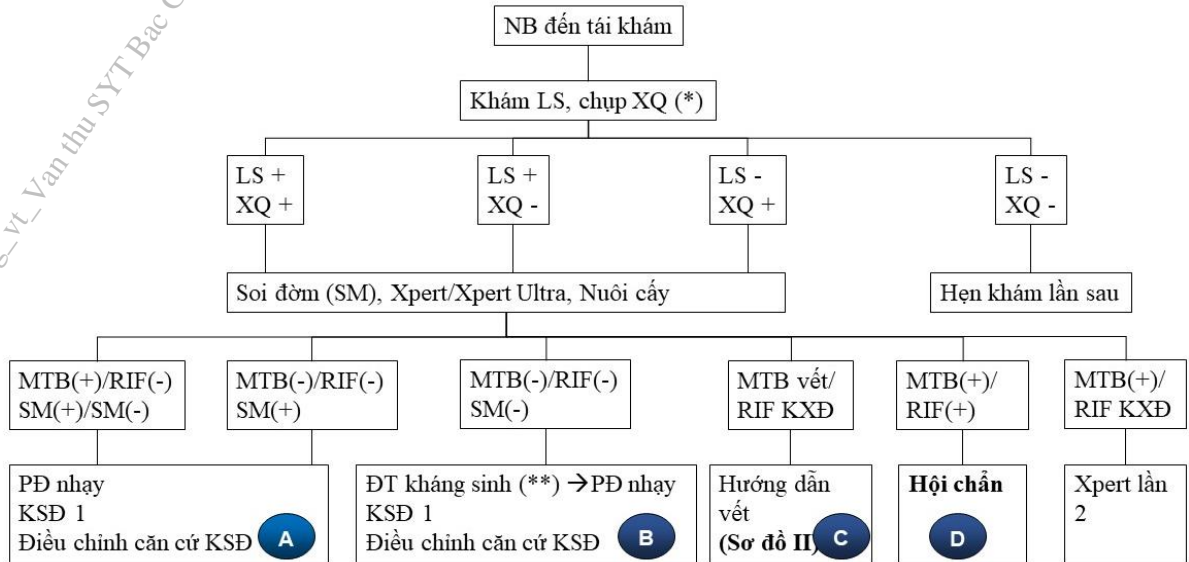 vt_Van thu SYT Bac
NB đến tái khám
Khám LS, chụp XQ (*)
LS +
XQ +
LS +
XQ -
LS -
XQ +
LS -
XQ -
Soi đờm (SM), Xpert/Xpert Ultra, Nuôi cấy
Hẹn khám lần sau
MTB(+)/RIF(-)
SM(+)/SM(-)
MTB(-)/RIF(-)
SM(+)
MTB(-)/RIF(-)
SM(-)
MTB vết/
RIF KXĐ
MTB(+)/
RIF(+)
MTB(+)/
RIF KXĐ
PĐ nhạy
KSĐ 1
Điều chỉnh căn cứ KSĐ
A
ĐT kháng sinh (**) →PĐ nhạy
KSĐ 1
Điều chỉnh căn cứ KSĐ
B
Hướng dẫn
vết
(Sơ đồ II)
C
Hội chẩn
D
Xpert lần
2